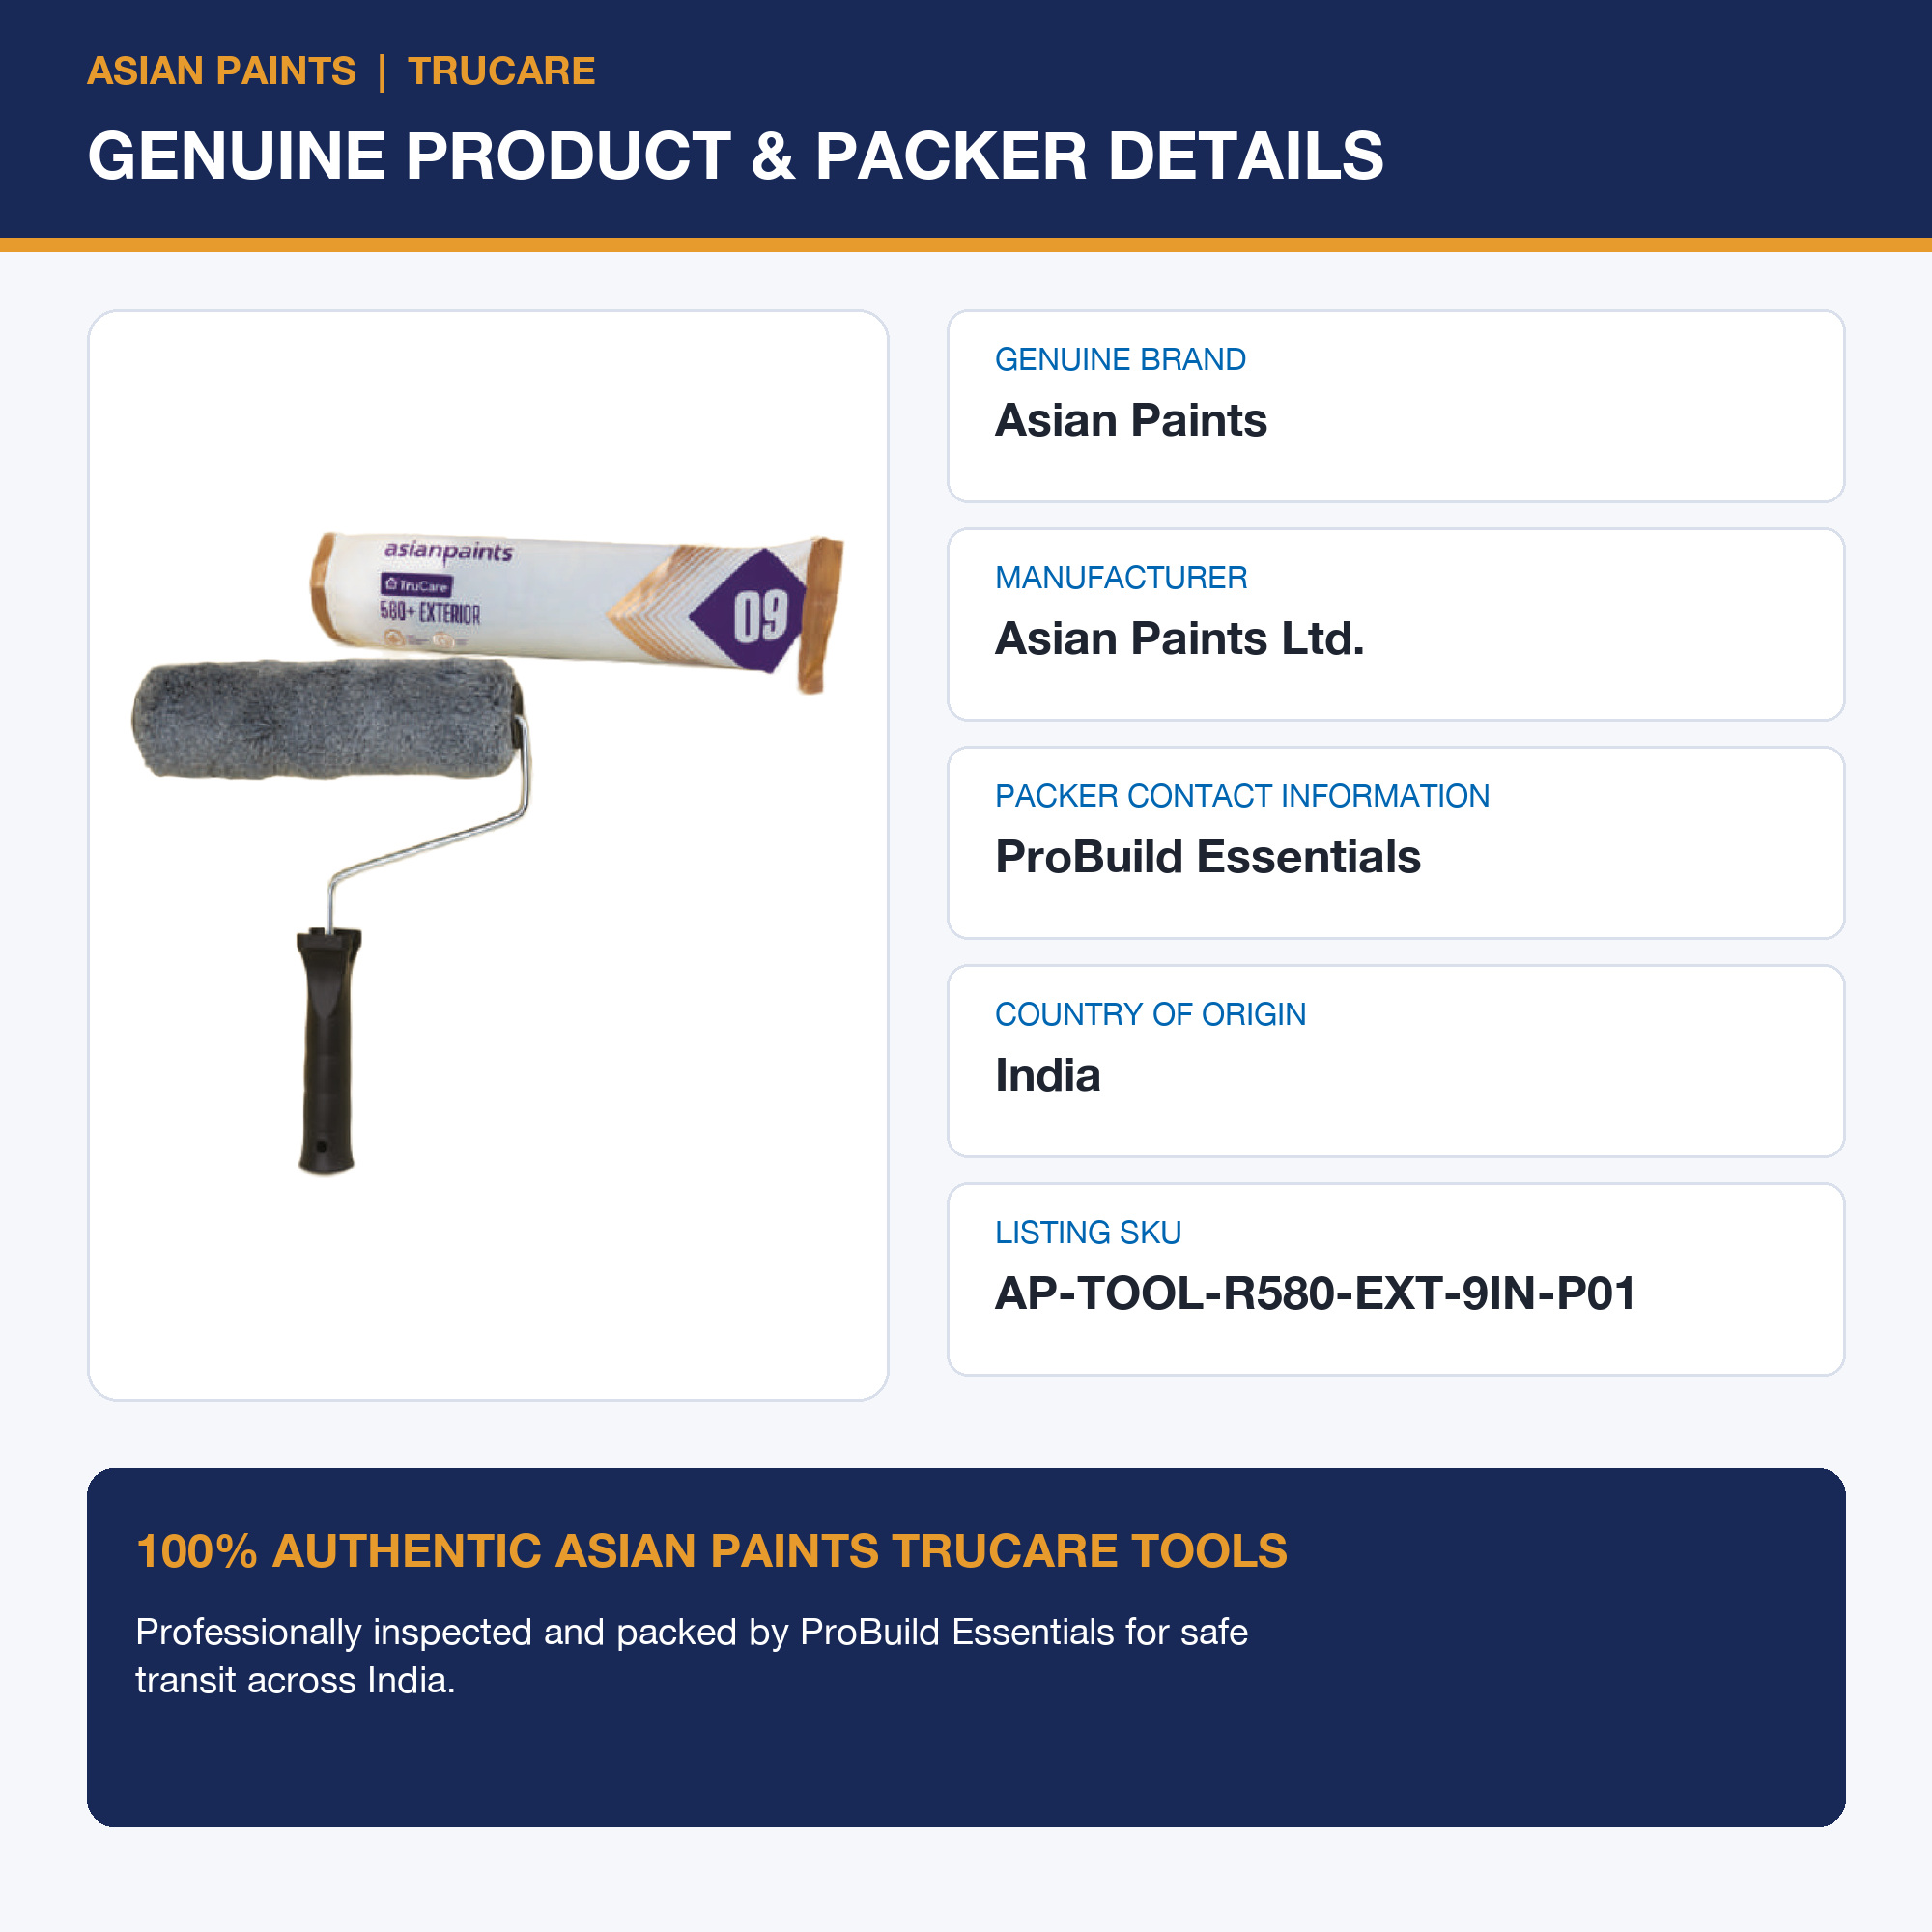 ASIAN PAINTS | TRUCARE
GENUINE PRODUCT & PACKER DETAILS
asianpaints
TruCare
580+ EXTERIOR
09
GENUINE BRAND
Asian Paints
MANUFACTURER
Asian Paints Ltd.
PACKER CONTACT INFORMATION
ProBuild Essentials
COUNTRY OF ORIGIN
India
LISTING SKU
AP-TOOL-R580-EXT-9IN-P01
100% AUTHENTIC ASIAN PAINTS TRUCARE TOOLS
Professionally inspected and packed by ProBuild Essentials for safe
transit across India.